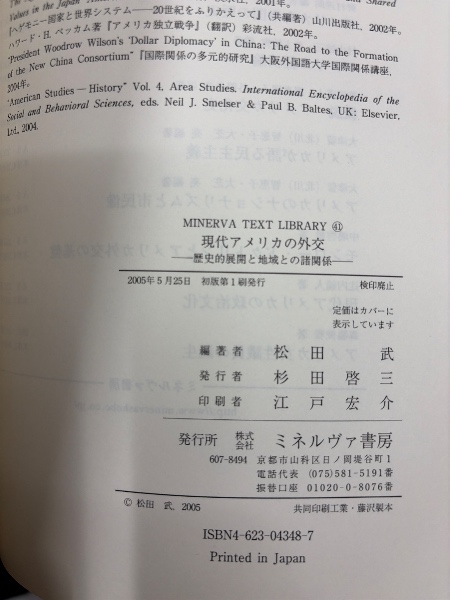 Values in the Japan
and Shared
2001年.
『ヘゲモニー国家と世界システム――20世紀をふりかえって』(共編著) 山川出版社, 2002年.
ハワード・H. ペッカム著『アメリカ独立戦争』(翻訳) 彩流社, 2002年.
"President Woodrow Wilson's 'Dollar Diplomacy' in China: The Road to the Formation
of the New China Consortium"『国際関係の多元的研究』大阪外国語大学国際関係講座,
2004年.
"American Studies—History" Vol. 4, Area Studies. International Encyclopedia of the
Social and Behavioral Sciences, eds. Neil J. Smelser & Paul B. Baltes, UK: Elsevier,
Ltd., 2004.
MINERVA TEXT LIBRARY ㊶
現代アメリカの外交
――歴史的展開と地域との諸関係――
2005年5月25日 初版第1刷発行 検印廃止
定価はカバーに
表示しています
編著者 松田 武
発行者 杉田啓三
印刷者 江戸宏介
発行所 株式会社 ミネルヴァ書房
607-8494 京都市山科区日ノ岡堤谷町1
電話代表 (075)581-5191番
振替口座 01020-0-8076番
© 松田 武, 2005 共同印刷工業・藤沢製本
ISBN4-623-04348-7
Printed in Japan